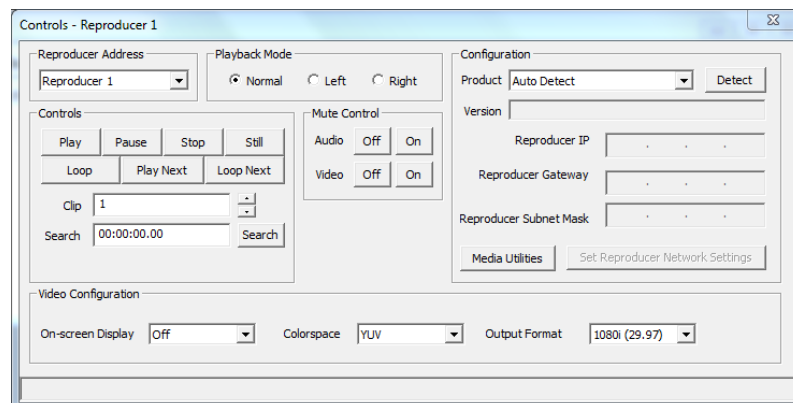 Controls - Reproducer 1
Reproducer Address
Reproducer 1
Playback Mode
Normal Left Right
Configuration
Product Auto Detect Detect
Version
Reproducer IP . . .
Reproducer Gateway . . .
Reproducer Subnet Mask . . .
Media Utilities Set Reproducer Network Settings
Controls
Play Pause Stop Still
Loop Play Next Loop Next
Clip 1
Search 00:00:00.00 Search
Mute Control
Audio Off On
Video Off On
Video Configuration
On-screen Display Off Colorspace YUV Output Format 1080i (29.97)